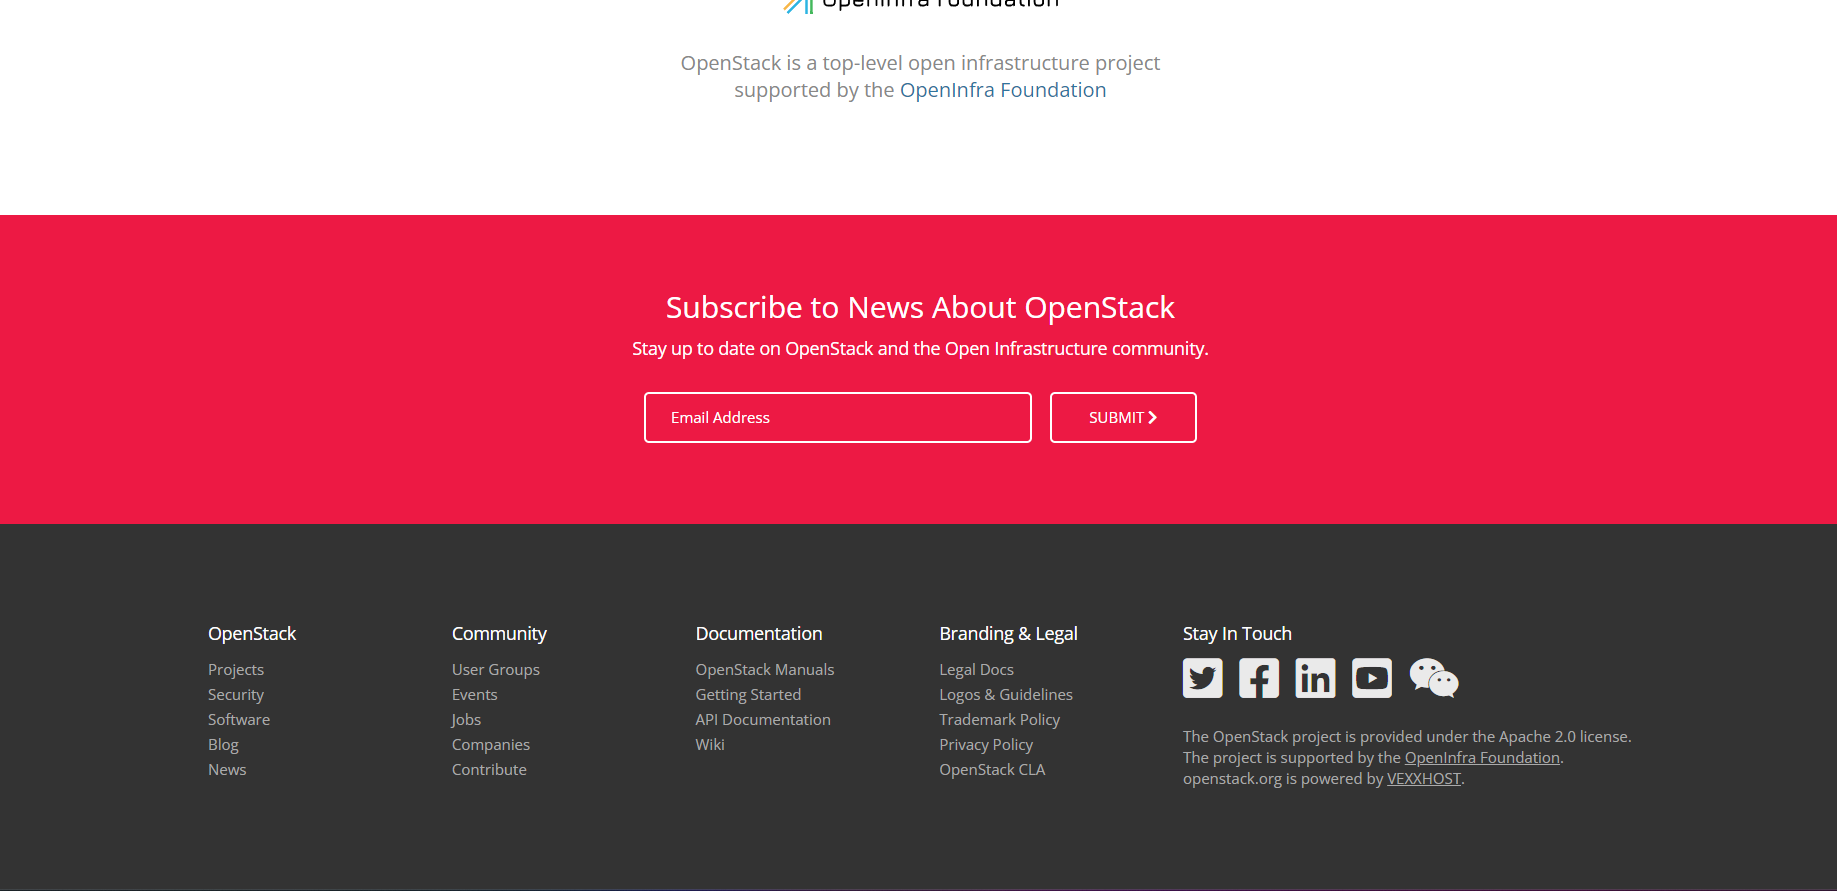 OpenInfra Foundation
OpenStack is a top-level open infrastructure project
supported by the OpenInfra Foundation
Subscribe to News About OpenStack
Stay up to date on OpenStack and the Open Infrastructure community.
Email Address
SUBMIT
OpenStack
Projects
Security
Software
Blog
News
Community
User Groups
Events
Jobs
Companies
Contribute
Documentation
OpenStack Manuals
Getting Started
API Documentation
Wiki
Branding & Legal
Legal Docs
Logos & Guidelines
Trademark Policy
Privacy Policy
OpenStack CLA
Stay In Touch
The OpenStack project is provided under the Apache 2.0 license.
The project is supported by the OpenInfra Foundation.
openstack.org is powered by VEXXHOST.